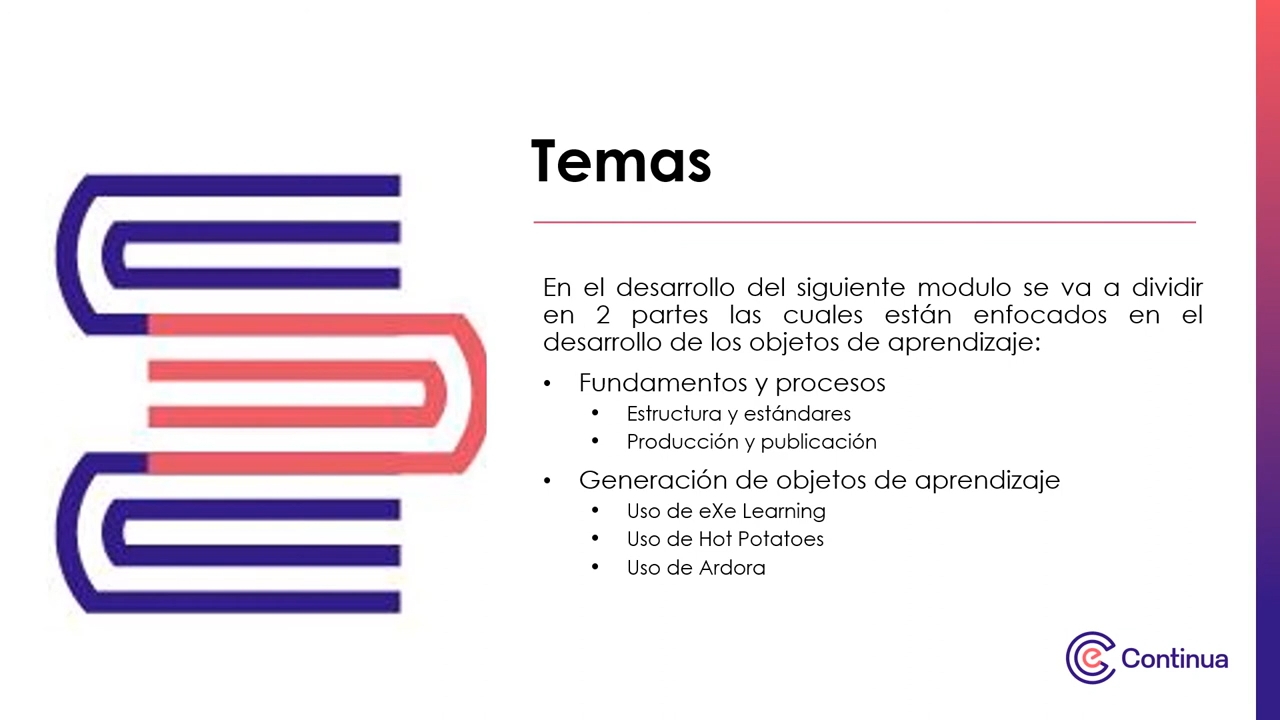 Temas
En el desarrollo del siguiente modulo se va a dividir
en 2 partes las cuales están enfocados en el
desarrollo de los objetos de aprendizaje:
• Fundamentos y procesos
• Estructura y estándares
• Producción y publicación
• Generación de objetos de aprendizaje
• Uso de eXe Learning
• Uso de Hot Potatoes
• Uso de Ardora
e Continua